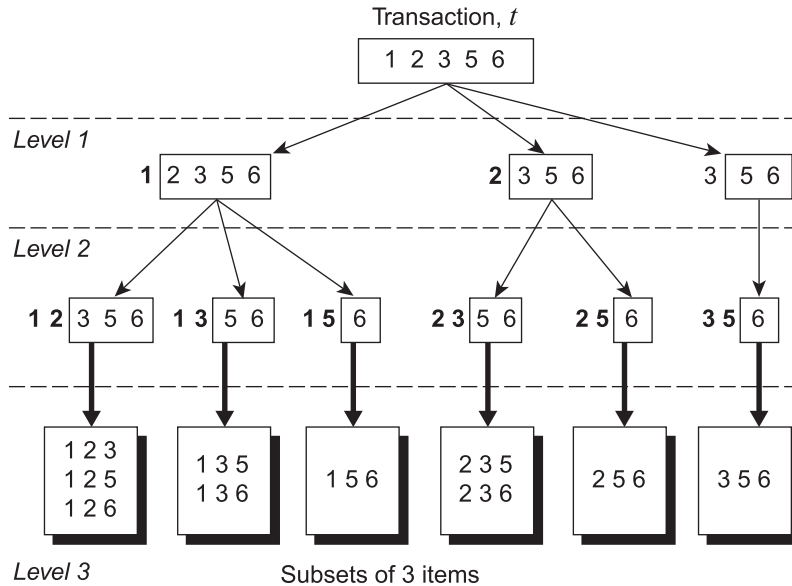 Transaction, t
1 2 3 5 6
Level 1
1 2 3 5 6
2 3 5 6
3 5 6
Level 2
1 2 3 5 6
1 3 5 6
1 5 6
2 3 5 6
2 5 6
3 5 6
1 2 3
1 2 5
1 2 6
1 3 5
1 3 6
1 5 6
2 3 5
2 3 6
2 5 6
3 5 6
Level 3
Subsets of 3 items